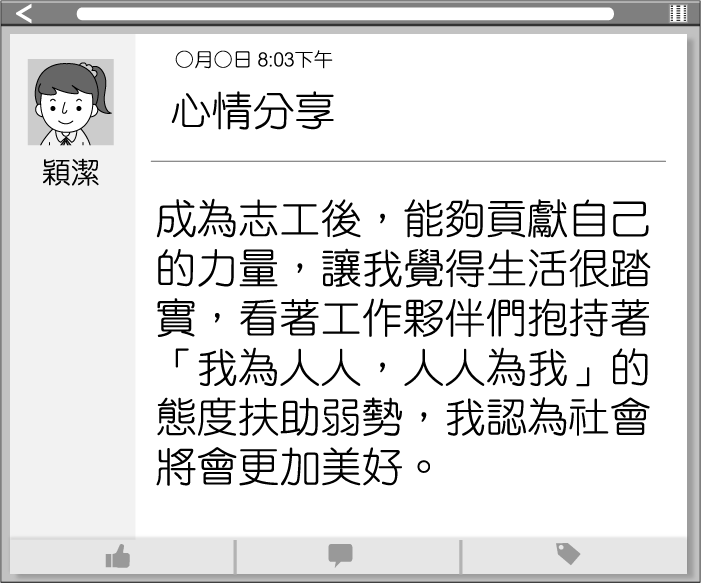 〇月〇日 8:03下午
心情分享
穎潔
成為志工後，能夠貢獻自己
的力量，讓我覺得生活很踏
實，看著工作夥伴們抱持著
「我為人人，人人為我」的
態度扶助弱勢，我認為社會
將會更加美好。